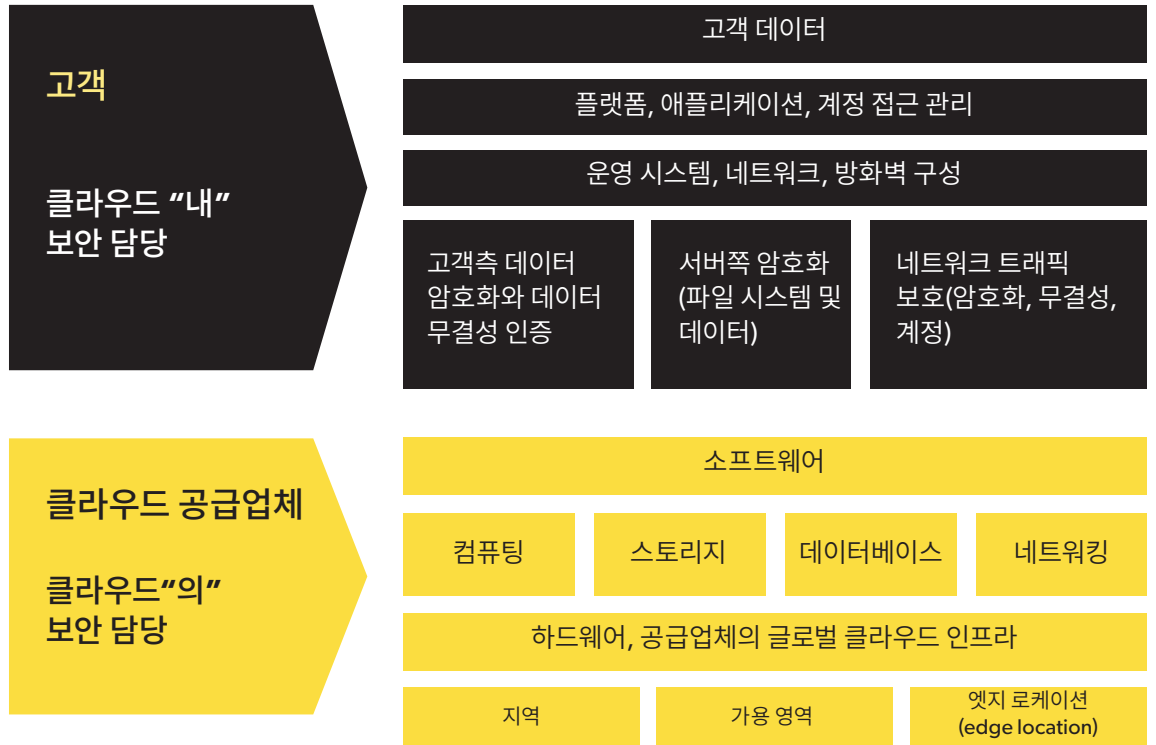 고객
클라우드 “내”
보안 담당
고객 데이터
플랫폼, 애플리케이션, 계정 접근 관리
운영 시스템, 네트워크, 방화벽 구성
고객측 데이터
암호화와 데이터
무결성 인증
서버쪽 암호화
(파일 시스템 및
데이터)
네트워크 트래픽
보호(암호화, 무결성,
계정)
클라우드 공급업체
클라우드“의”
보안 담당
소프트웨어
컴퓨팅
스토리지
데이터베이스
네트워킹
하드웨어, 공급업체의 글로벌 클라우드 인프라
지역
가용 영역
엣지 로케이션
(edge location)